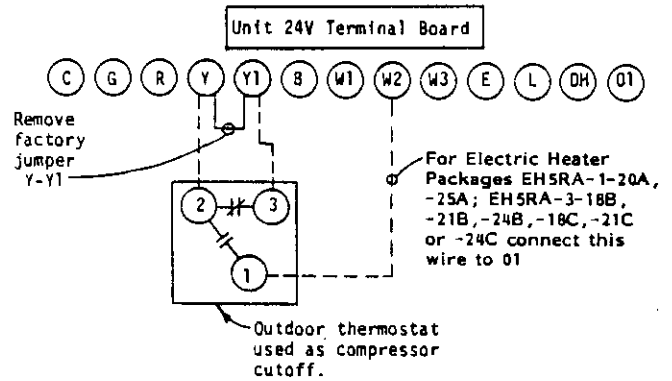 Unit 24V Terminal Board
C G R Y Y1 B W1 W2 W3 E L OH O1
Remove
factory
jumper
Y-Y1
For Electric Heater
Packages EH5RA-1-20A,
-25A; EH5RA-3-18B,
-21B, -24B, -18C, -21C
or -24C connect this
wire to 01
2 3
1
Outdoor thermostat
used as compressor
cutoff.